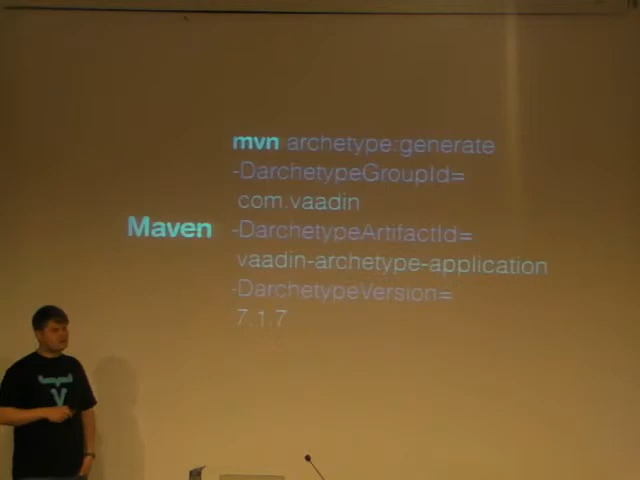 mvn archetype:generate
-DarchetypeGroupId=
com.vaadin
Maven
-DarchetypeArtifactId=
vaadin-archetype-application
-DarchetypeVersion=
7.1.7